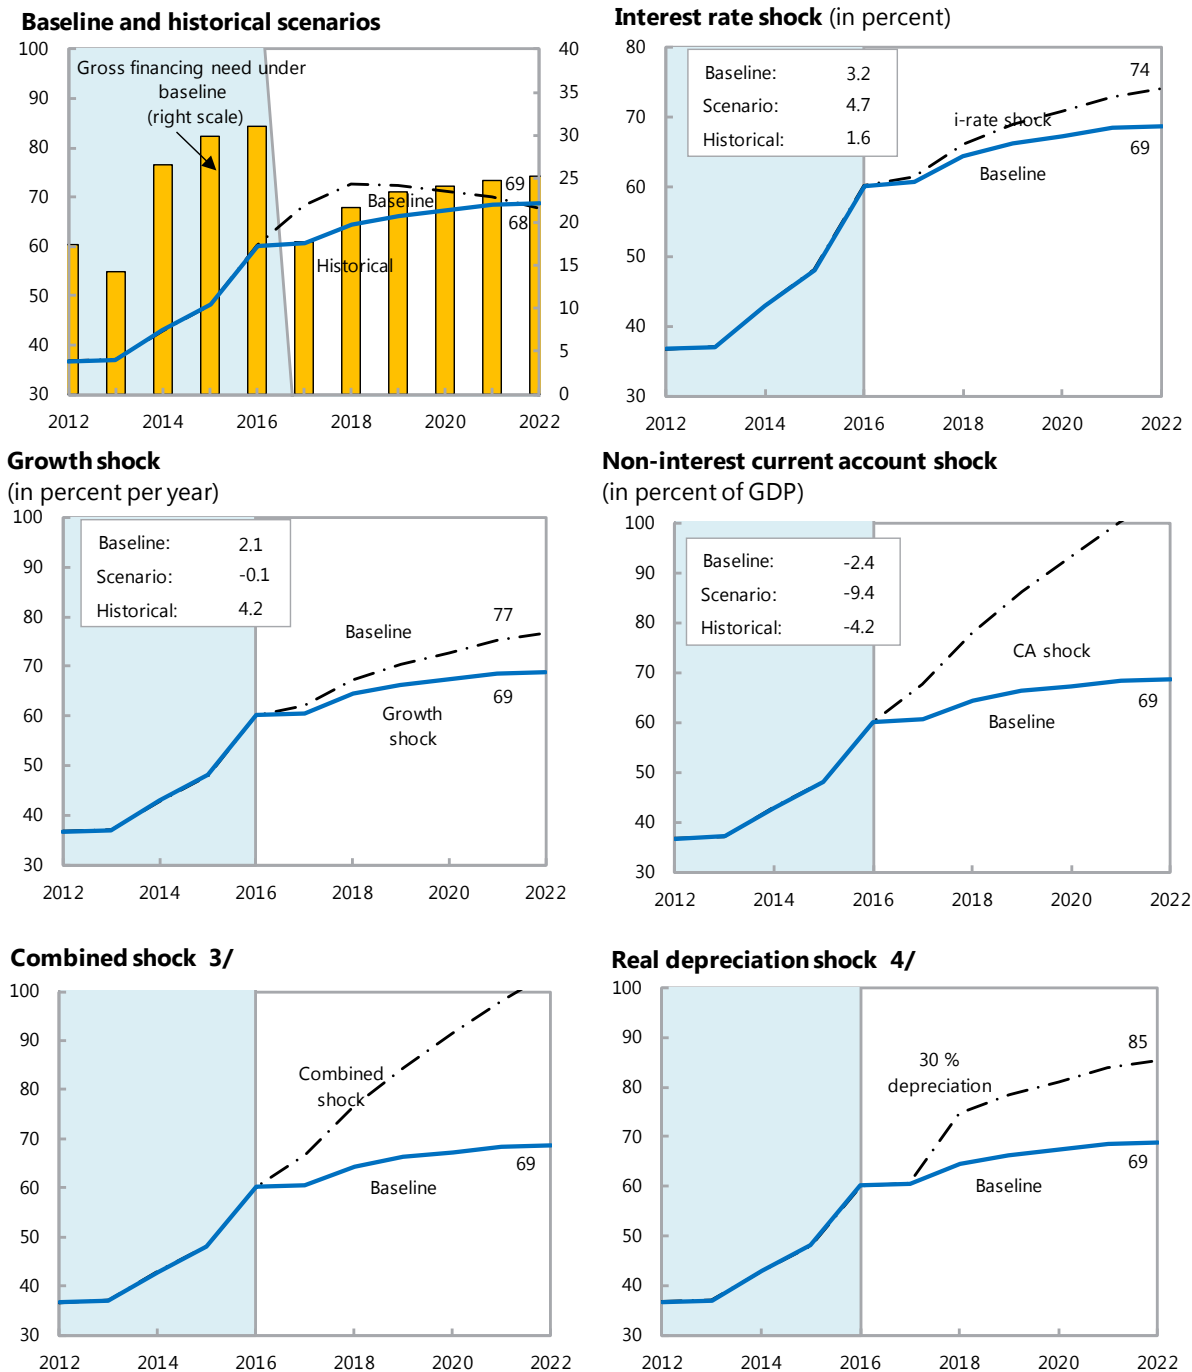 Baseline and historical scenarios
100
90
80
70
60
50
40
30
40
35
30
25
20
15
10
5
0
Gross financing need under
baseline
(right scale)
69
Baseline
68
Historical
2012 2014 2016 2018 2020 2022
Interest rate shock (in percent)
80
70
60
50
40
30
Baseline: 3.2
Scenario: 4.7
Historical: 1.6
74
i-rate shock
69
Baseline
2012 2014 2016 2018 2020 2022
Growth shock
(in percent per year)
100
90
80
70
60
50
40
30
Baseline: 2.1
Scenario: -0.1
Historical: 4.2
77
Baseline
69
Growth
shock
2012 2014 2016 2018 2020 2022
Non-interest current account shock
(in percent of GDP)
100
90
80
70
60
50
40
30
Baseline: -2.4
Scenario: -9.4
Historical: -4.2
CA shock
69
Baseline
2012 2014 2016 2018 2020 2022
Combined shock 3/
100
90
80
70
60
50
40
30
Combined
shock
69
Baseline
2012 2014 2016 2018 2020 2022
Real depreciation shock 4/
100
90
80
70
60
50
40
30
85
30 %
depreciation
69
Baseline
2012 2014 2016 2018 2020 2022